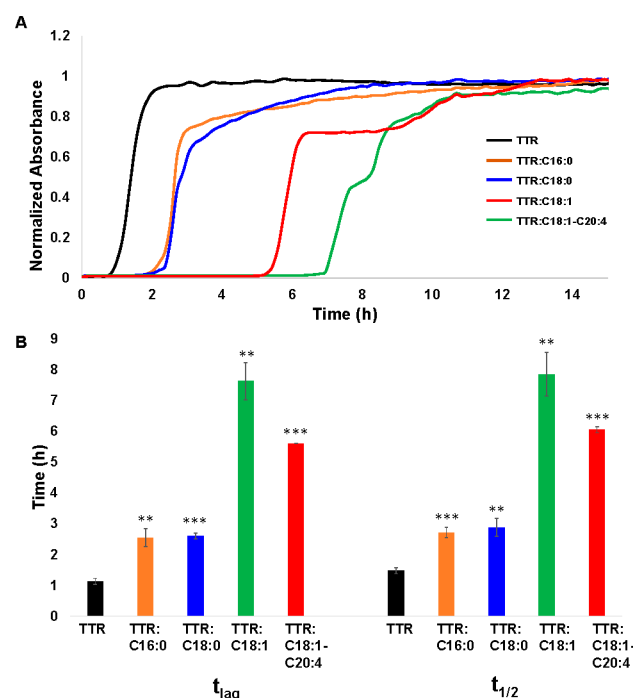 A
Normalized Absorbance
1.2
1
0.8
0.6
0.4
0.2
0
0 2 4 6 8 10 12 14
Time (h)
TTR
TTR:C16:0
TTR:C18:0
TTR:C18:1
TTR:C18:1-C20:4
B
Time (h)
9
8
7
6
5
4
3
2
1
0
** *** ** *** *** ** ** ***
TTR TTR: TTR: TTR: TTR: TTR TTR: TTR: TTR: TTR:
C16:0 C18:0 C18:1 C18:1- C16:0 C18:0 C18:1 C18:1-
C20:4 C20:4
tlag t1/2